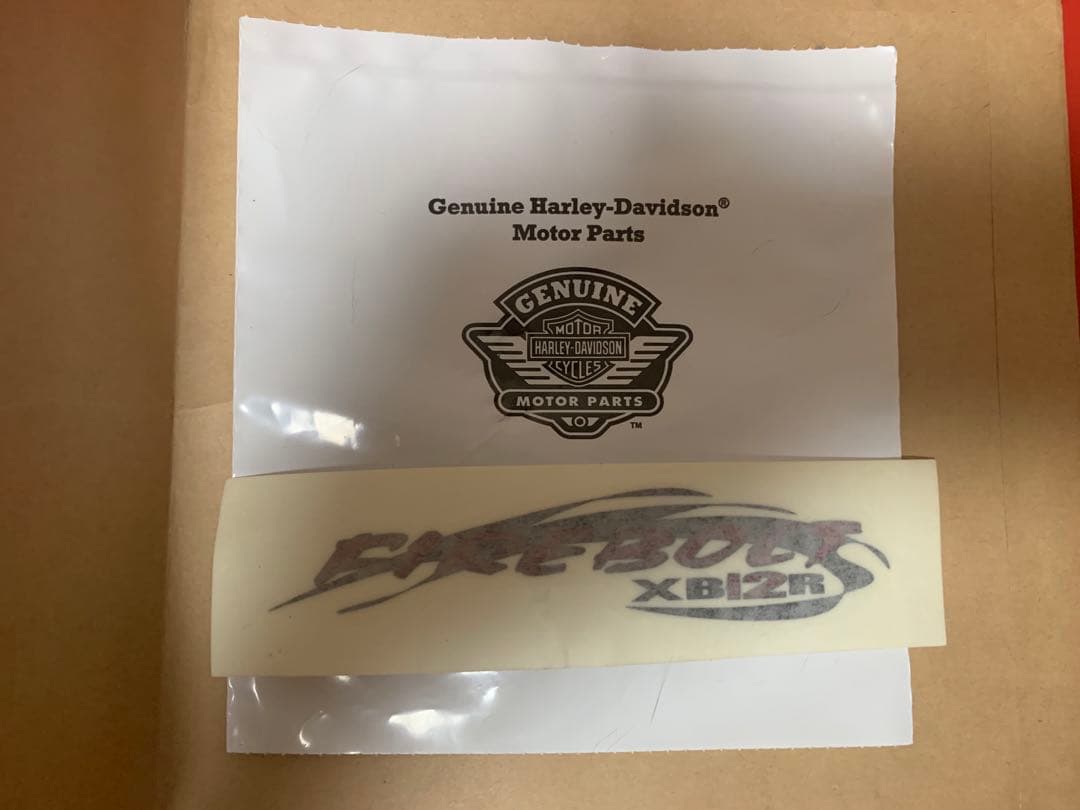 Genuine Harley-Davidson®
Motor Parts
GENUINE
MOTOR
HARLEY-DAVIDSON
CYCLES
MOTOR PARTS
TM
FIREBOLT
XB12R